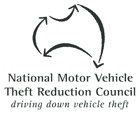 National Motor Vehicle
Theft Reduction Council
driving down vehicle theft